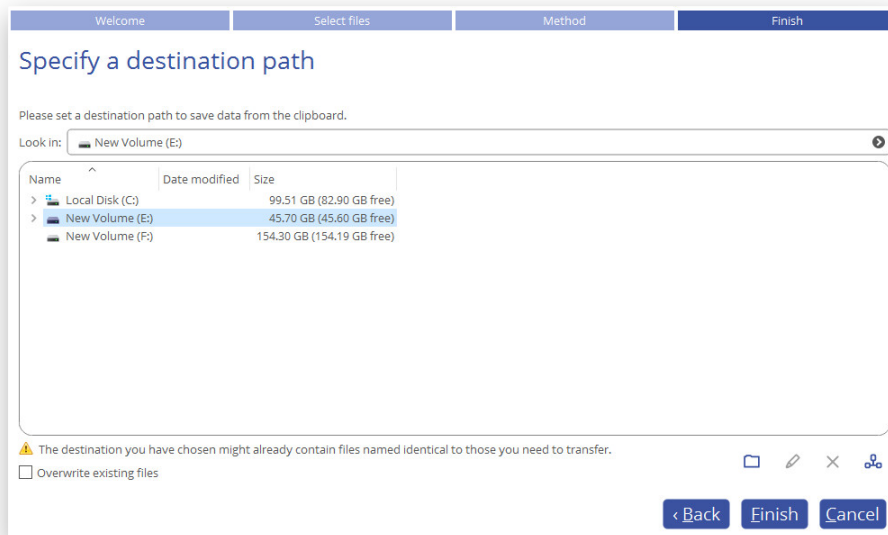 Welcome Select files Method Finish
Specify a destination path
Please set a destination path to save data from the clipboard.
Look in: New Volume (E:)
Name Date modified Size
Local Disk (C:) 99.51 GB (82.90 GB free)
New Volume (E:) 45.70 GB (45.60 GB free)
New Volume (F:) 154.30 GB (154.19 GB free)
The destination you have chosen might already contain files named identical to those you need to transfer.
Overwrite existing files
‹ Back Finish Cancel